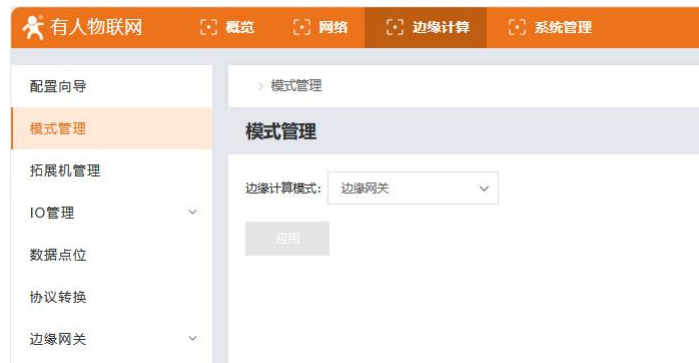 有人物联网 概览 网络 边缘计算 系统管理
配置向导
模式管理
拓展机管理
IO管理
数据点位
协议转换
边缘网关
> 模式管理
模式管理
边缘计算模式： 边缘网关
应用